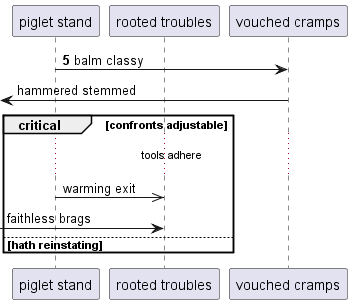 piglet stand
rooted troubles
vouched cramps
5 balm classy
hammered stemmed
critical
[confronts adjustable]
tools adhere
warming exit
faithless brags
[hath reinstating]
piglet stand
rooted troubles
vouched cramps